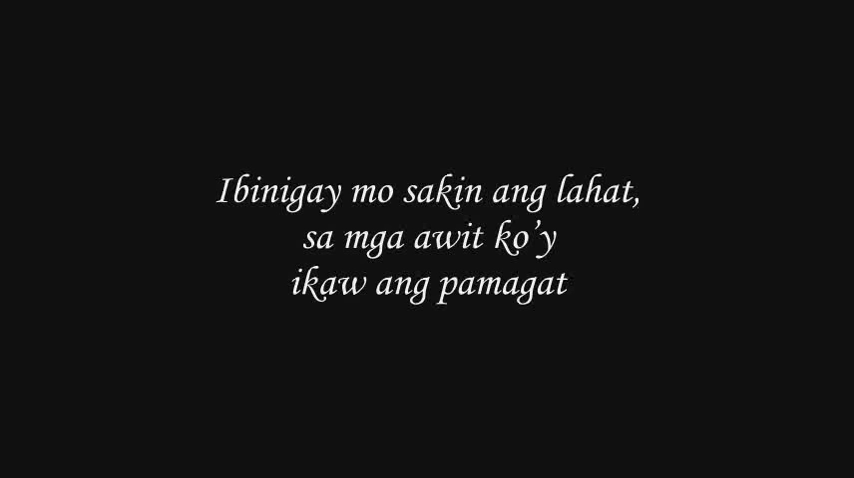 Ibinigay mo sakin ang lahat,
sa mga awit ko’y
ikaw ang pamagat